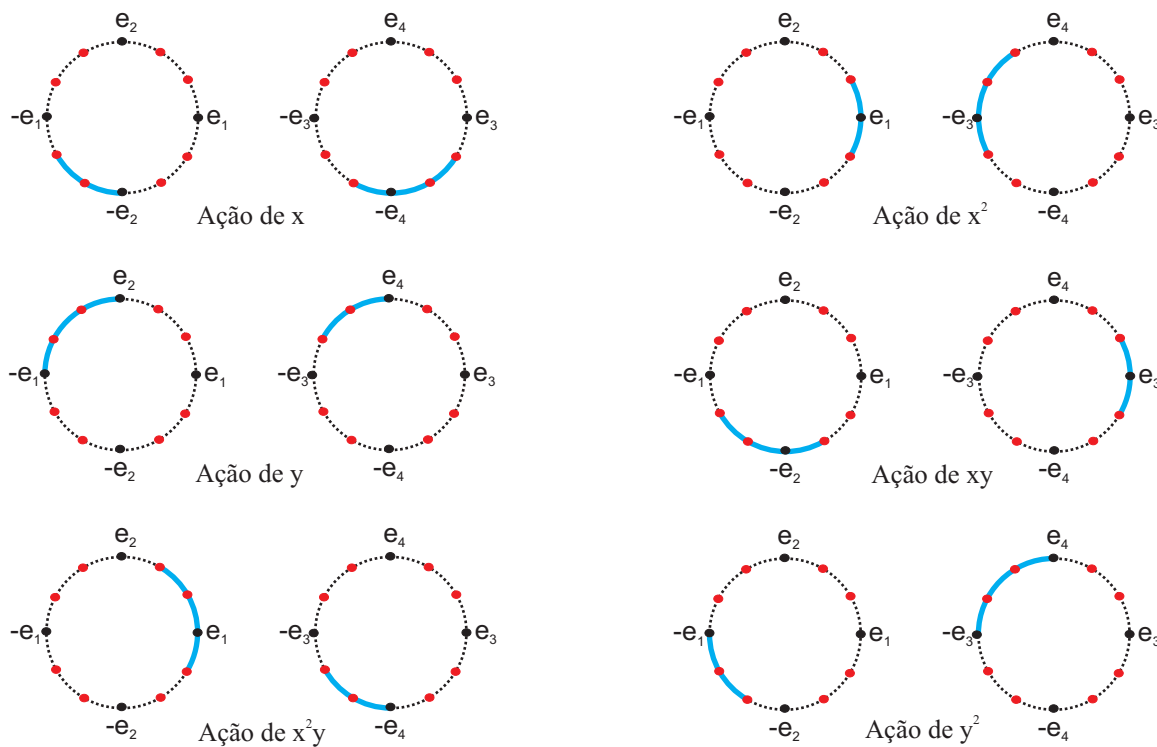 e₂ e₄ e₂ e₄
-e₁ e₁ -e₃ e₃ -e₁ e₁ -e₃ e₃
-e₂ -e₄ -e₂ -e₄
Ação de x Ação de x²
e₂ e₄ e₂ e₄
-e₁ e₁ -e₃ e₃ -e₁ e₁ -e₃ e₃
-e₂ -e₄ -e₂ -e₄
Ação de y Ação de xy
e₂ e₄ e₂ e₄
-e₁ e₁ -e₃ e₃ -e₁ e₁ -e₃ e₃
-e₂ -e₄ -e₂ -e₄
Ação de x²y Ação de y²